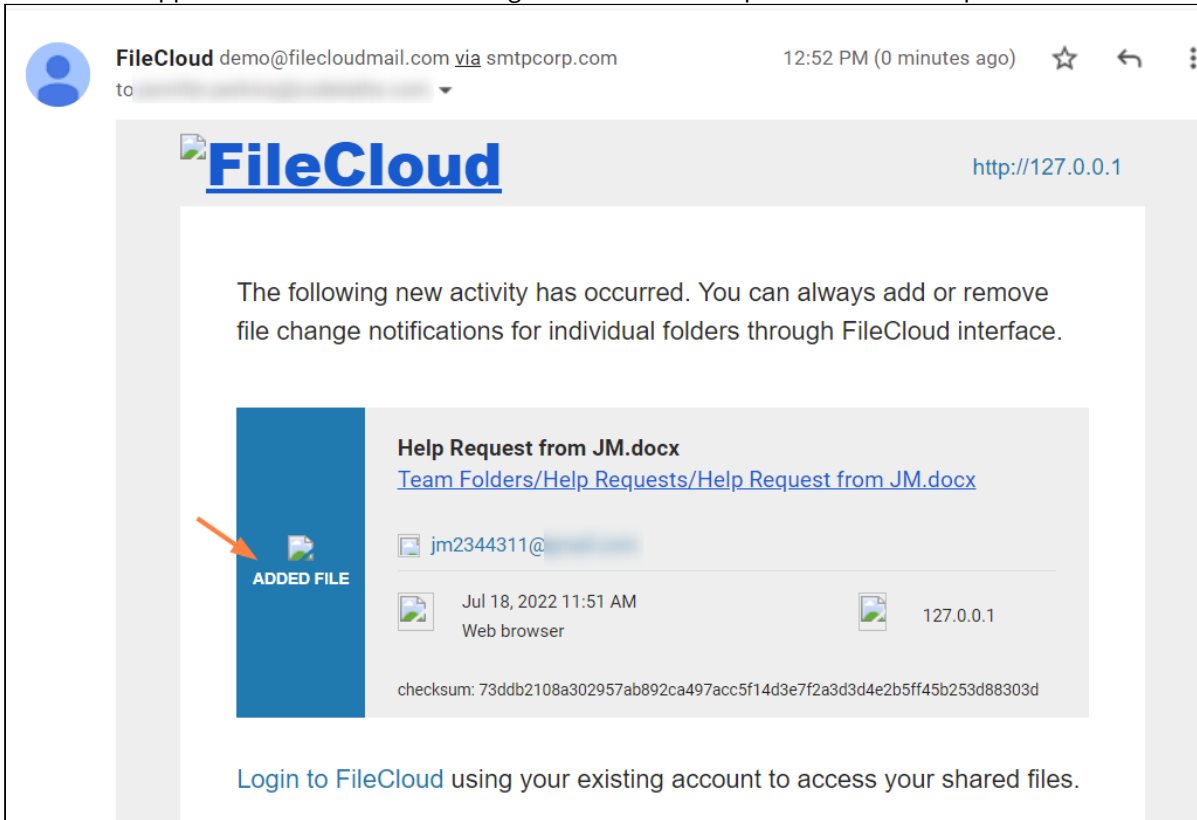 FileCloud demo@filecloudmail.com via smtpcorp.com 12:52 PM (0 minutes ago)
to
FileCloud http://127.0.0.1
The following new activity has occurred. You can always add or remove
file change notifications for individual folders through FileCloud interface.
Help Request from JM.docx
Team Folders/Help Requests/Help Request from JM.docx
jm2344311@
ADDED FILE
Jul 18, 2022 11:51 AM
Web browser
127.0.0.1
checksum: 73ddb2108a302957ab892ca497acc5f14d3e7f2a3d3d4e2b5ff45b253d88303d
Login to FileCloud using your existing account to access your shared files.